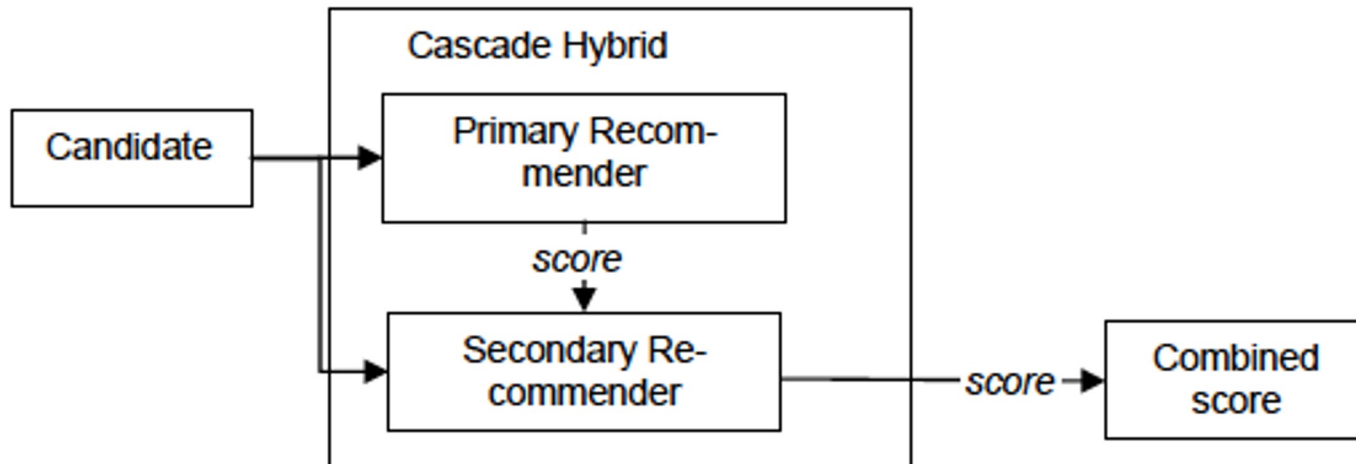 Cascade Hybrid
Candidate
Primary Recom-
mender
score
Secondary Re-
commender
score
Combined
score